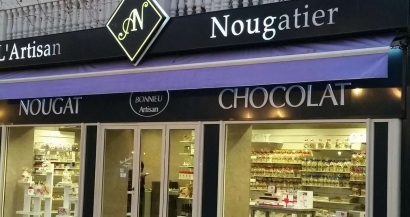 L'Artisan AN Nougatier
NOUGAT BONNIEU CHOCOLAT
Artisan